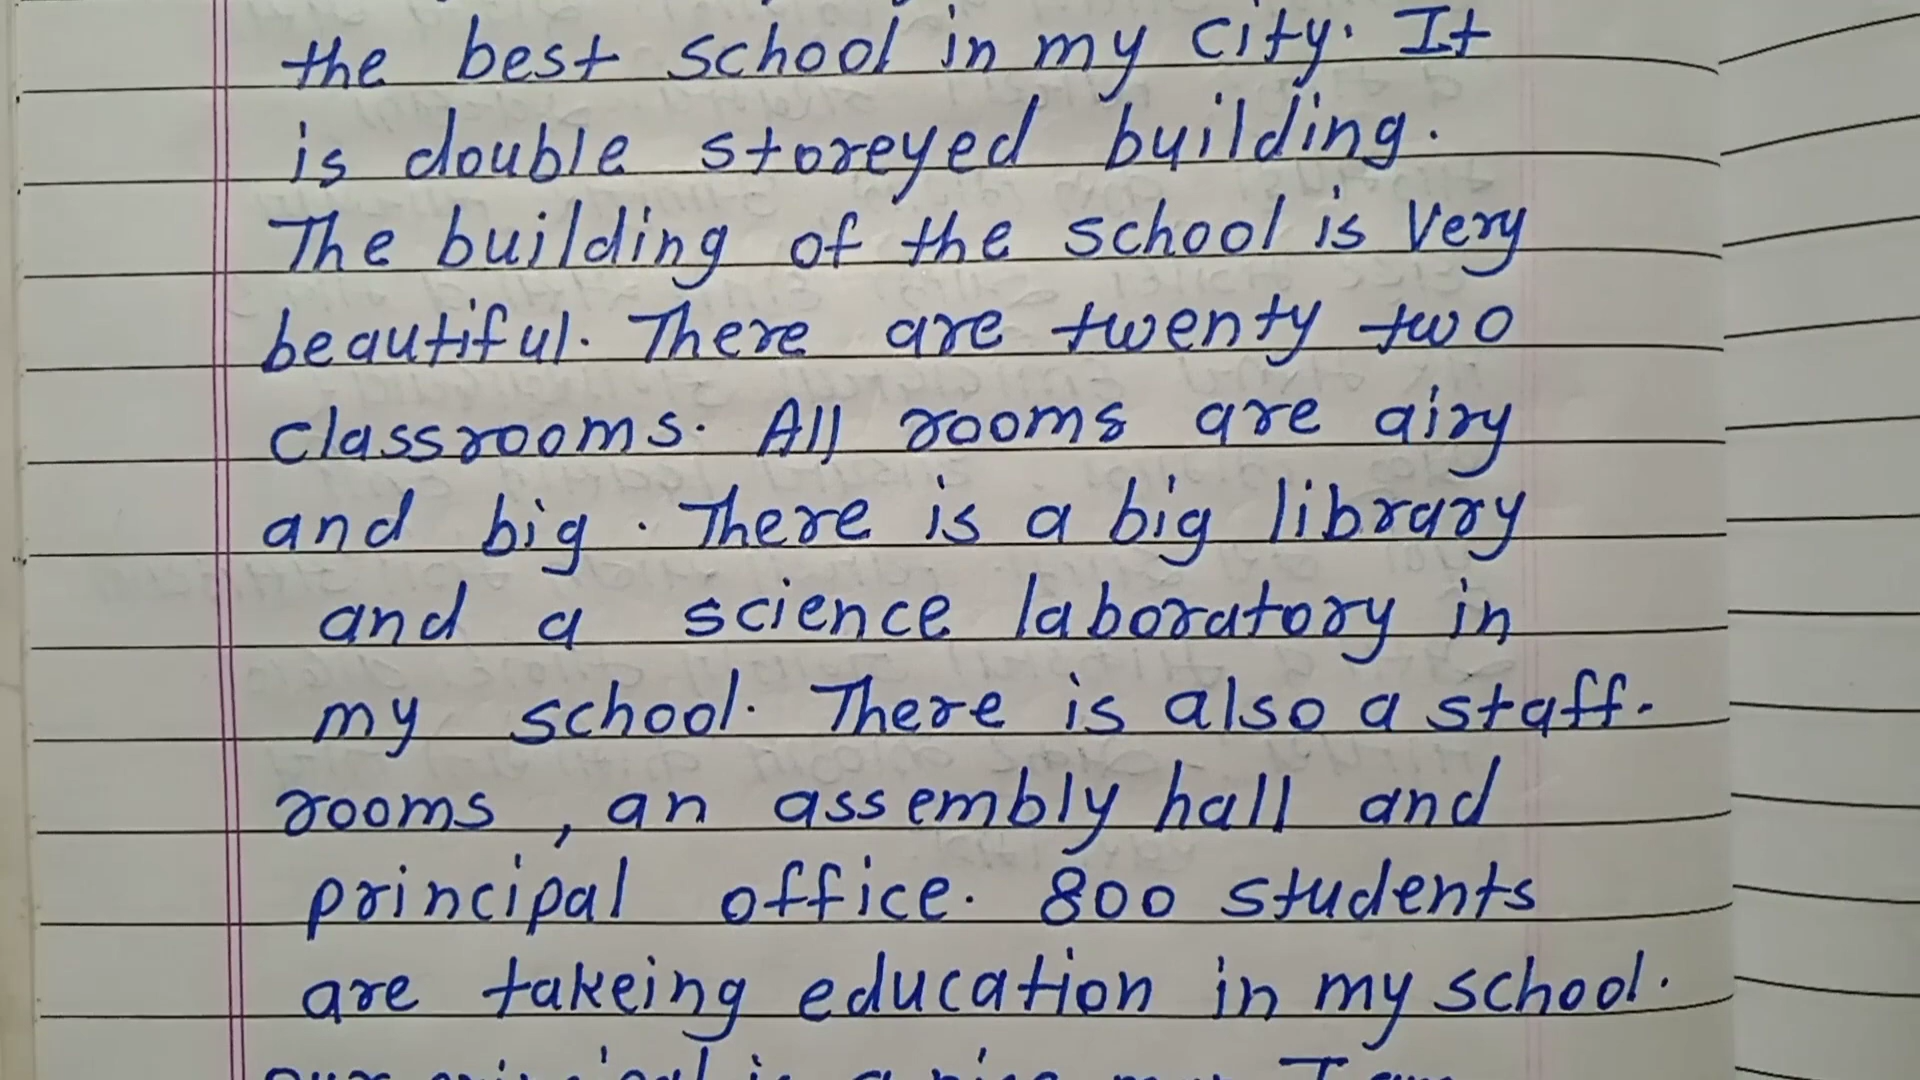 the best school in my city. It
is double storeyed building.
The building of the school is Very
beautiful. There are twenty two
classrooms. All rooms are airy
and big. There is a big library
and a science laboratory in
my school. There is also a staff-
rooms, an assembly hall and
principal office. 800 students
are takeing education in my school.